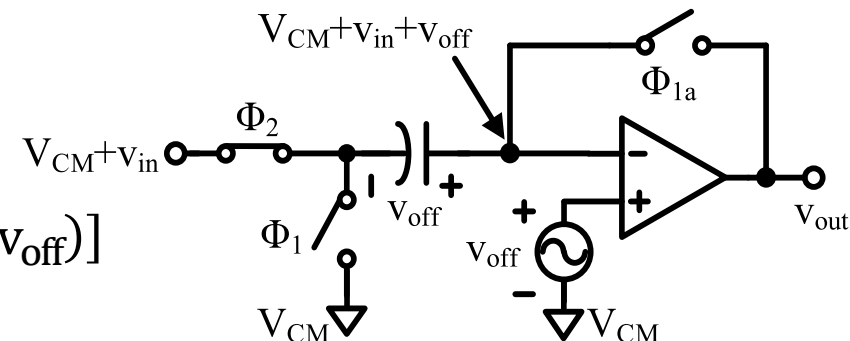 V_CM+v_in+v_off
Φ_1a
Φ_2
V_CM+v_in
v_off
v_off)]
Φ_1
v_off
v_out
V_CM
V_CM